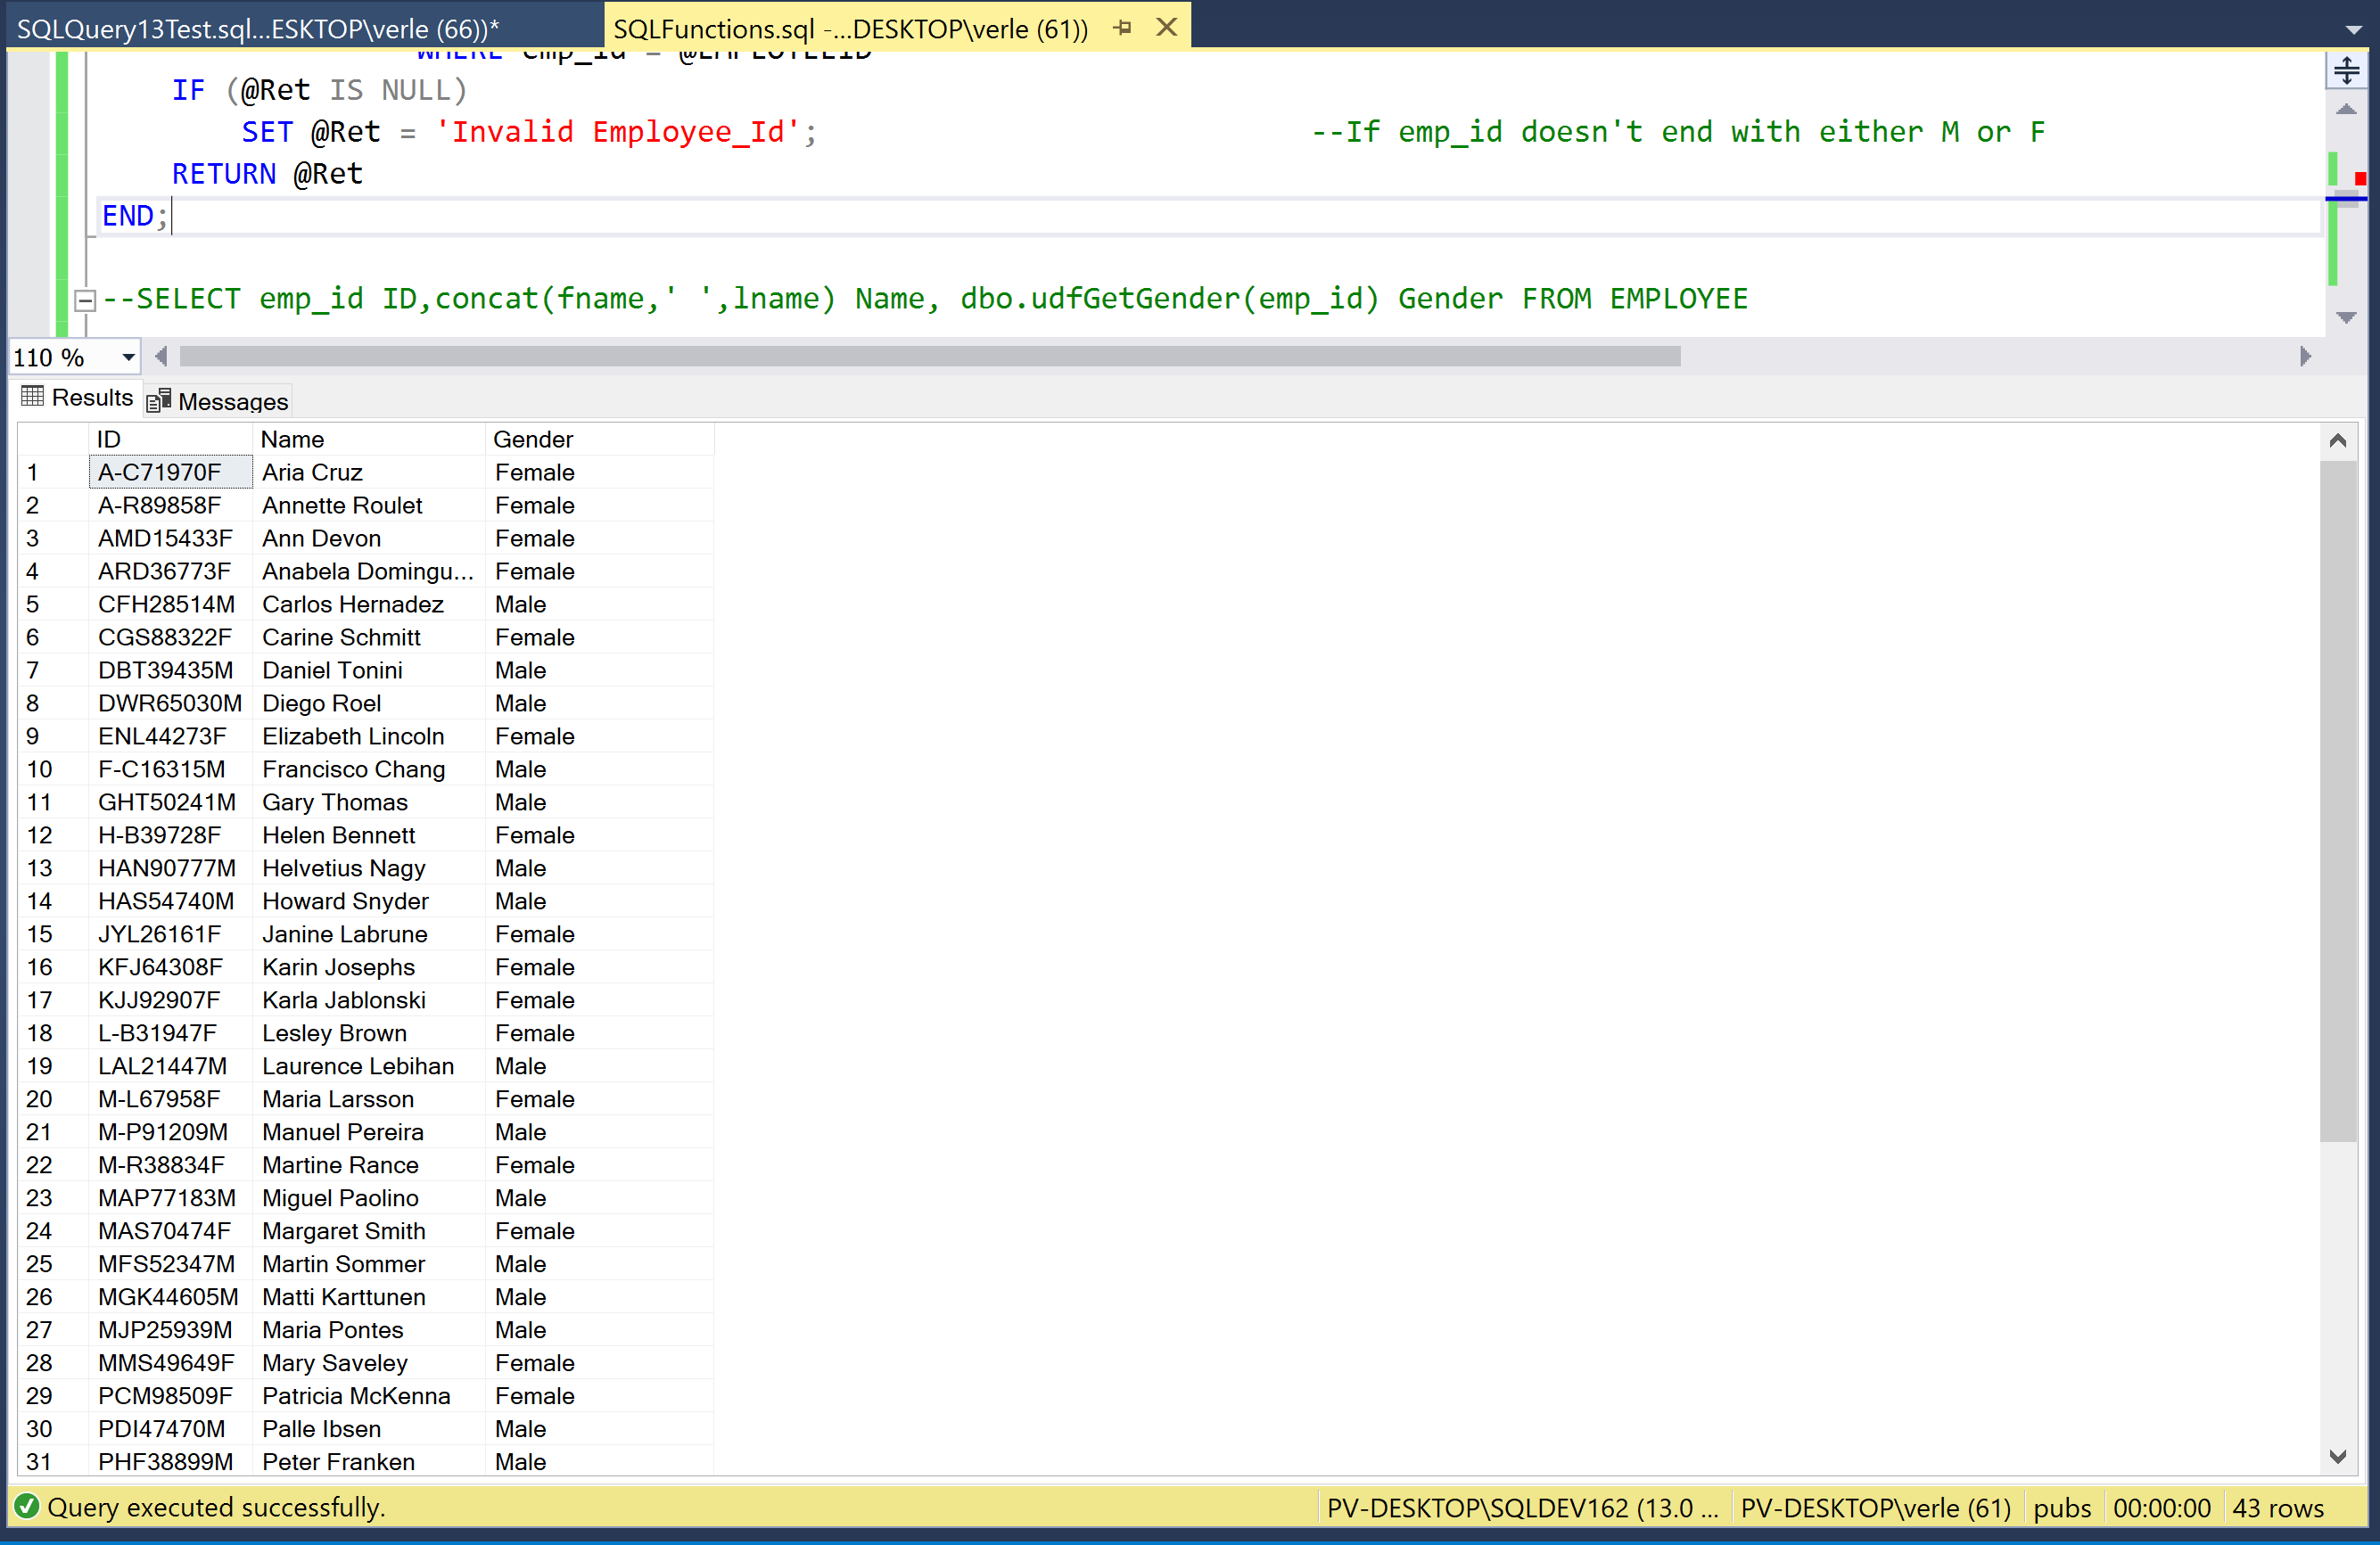 SQLQuery13Test.sql...ESKTOP\verle (66))* SQLFunctions.sql -...DESKTOP\verle (61))
WHERE emp_id = @EMPLOYEEID
IF (@Ret IS NULL)
SET @Ret = 'Invalid Employee_Id'; --If emp_id doesn't end with either M or F
RETURN @Ret
END;
--SELECT emp_id ID,concat(fname,' ',lname) Name, dbo.udfGetGender(emp_id) Gender FROM EMPLOYEE
110 %
Results Messages
ID Name Gender
1 A-C71970F Aria Cruz Female
2 A-R89858F Annette Roulet Female
3 AMD15433F Ann Devon Female
4 ARD36773F Anabela Domingu... Female
5 CFH28514M Carlos Hernadez Male
6 CGS88322F Carine Schmitt Female
7 DBT39435M Daniel Tonini Male
8 DWR65030M Diego Roel Male
9 ENL44273F Elizabeth Lincoln Female
10 F-C16315M Francisco Chang Male
11 GHT50241M Gary Thomas Male
12 H-B39728F Helen Bennett Female
13 HAN90777M Helvetius Nagy Male
14 HAS54740M Howard Snyder Male
15 JYL26161F Janine Labrune Female
16 KFJ64308F Karin Josephs Female
17 KJJ92907F Karla Jablonski Female
18 L-B31947F Lesley Brown Female
19 LAL21447M Laurence Lebihan Male
20 M-L67958F Maria Larsson Female
21 M-P91209M Manuel Pereira Male
22 M-R38834F Martine Rance Female
23 MAP77183M Miguel Paolino Male
24 MAS70474F Margaret Smith Female
25 MFS52347M Martin Sommer Male
26 MGK44605M Matti Karttunen Male
27 MJP25939M Maria Pontes Male
28 MMS49649F Mary Saveley Female
29 PCM98509F Patricia McKenna Female
30 PDI47470M Palle Ibsen Male
31 PHF38899M Peter Franken Male
Query executed successfully. PV-DESKTOP\SQLDEV162 (13.0 ... PV-DESKTOP\verle (61) pubs 00:00:00 43 rows